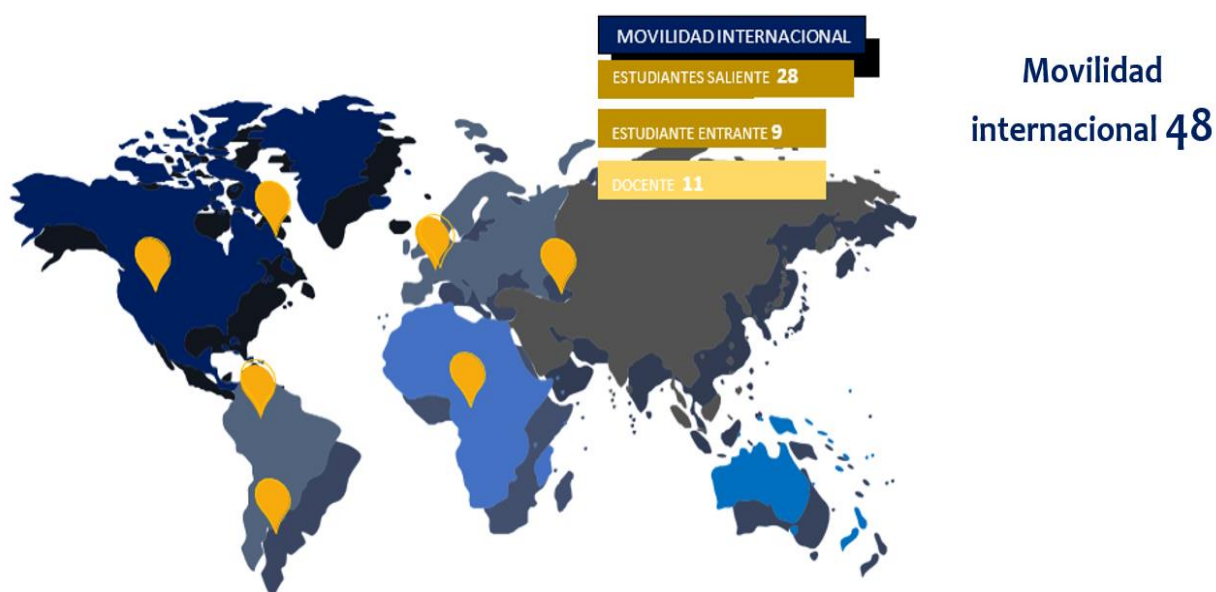 MOVILIDAD INTERNACIONAL
ESTUDIANTES SALIENTE 28
ESTUDIANTE ENTRANTE 9
DOCENTE 11
Movilidad
internacional 48